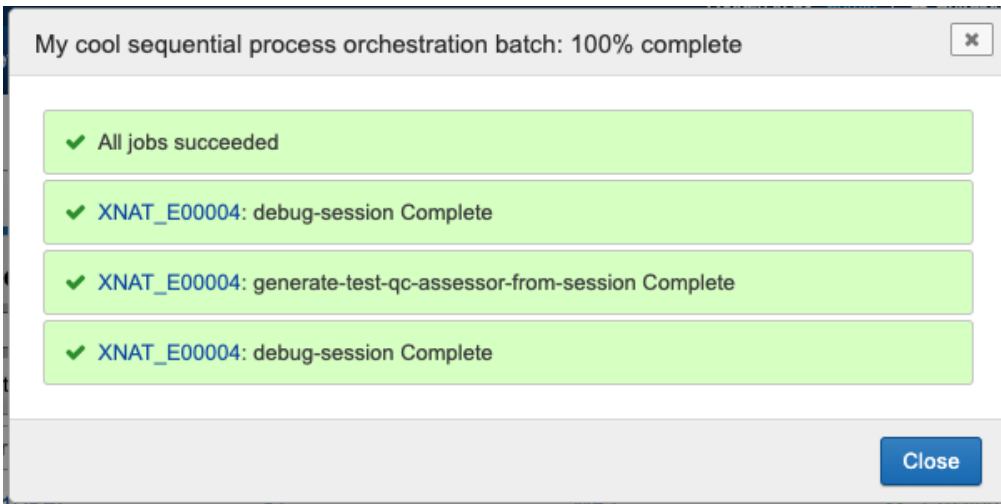 My cool sequential process orchestration batch: 100% complete
All jobs succeeded
XNAT_E00004: debug-session Complete
XNAT_E00004: generate-test-qc-assessor-from-session Complete
XNAT_E00004: debug-session Complete
Close